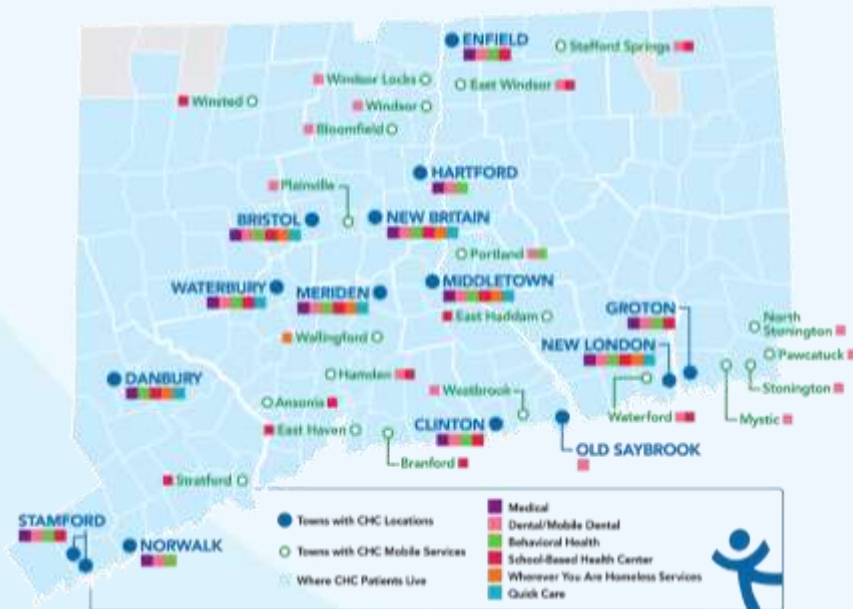 ENFIELD
Stafford Springs
Windsor Locks
East Windsor
Winsted
Windsor
Bloomfield
HARTFORD
Plainville
BRISTOL
NEW BRITAIN
Portland
WATERBURY
MERIDEN
MIDDLETOWN
East Haddam
GROTON
North
Stonington
Wallingford
NEW LONDON
Pawcatuck
DANBURY
Hamden
Westbrook
Stonington
Ansonia
Waterford
Mystic
East Haven
CLINTON
OLD SAYBROOK
Branford
Stratford
STAMFORD
NORWALK
Towns with CHC Locations
Towns with CHC Mobile Services
Where CHC Patients Live
Medical
Dental/Mobile Dental
Behavioral Health
School-Based Health Center
Wherever You Are Homeless Services
Quick Care